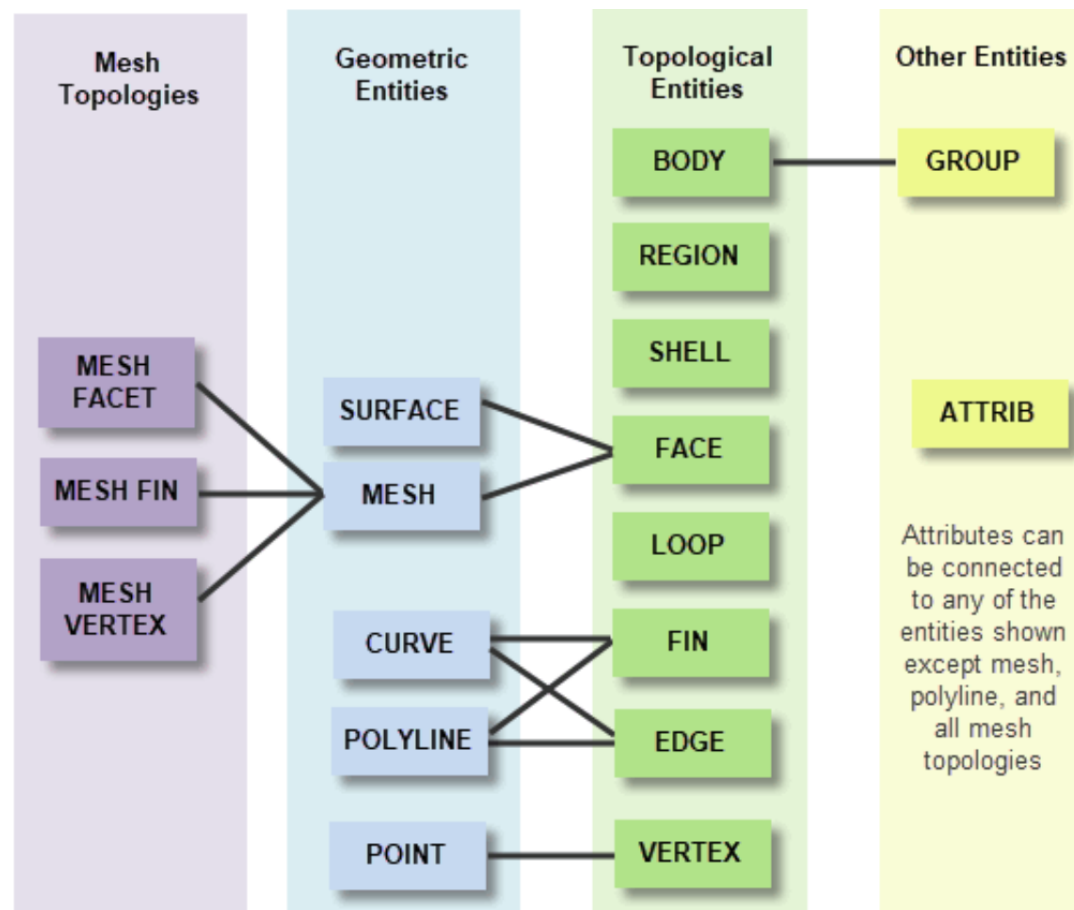 Mesh
Topologies
MESH
FACET
MESH FIN
MESH
VERTEX
Geometric
Entities
SURFACE
MESH
CURVE
POLYLINE
POINT
Topological
Entities
BODY
REGION
SHELL
FACE
LOOP
FIN
EDGE
VERTEX
Other Entities
GROUP
ATTRIB
Attributes can
be connected
to any of the
entities shown
except mesh,
polyline, and
all mesh
topologies